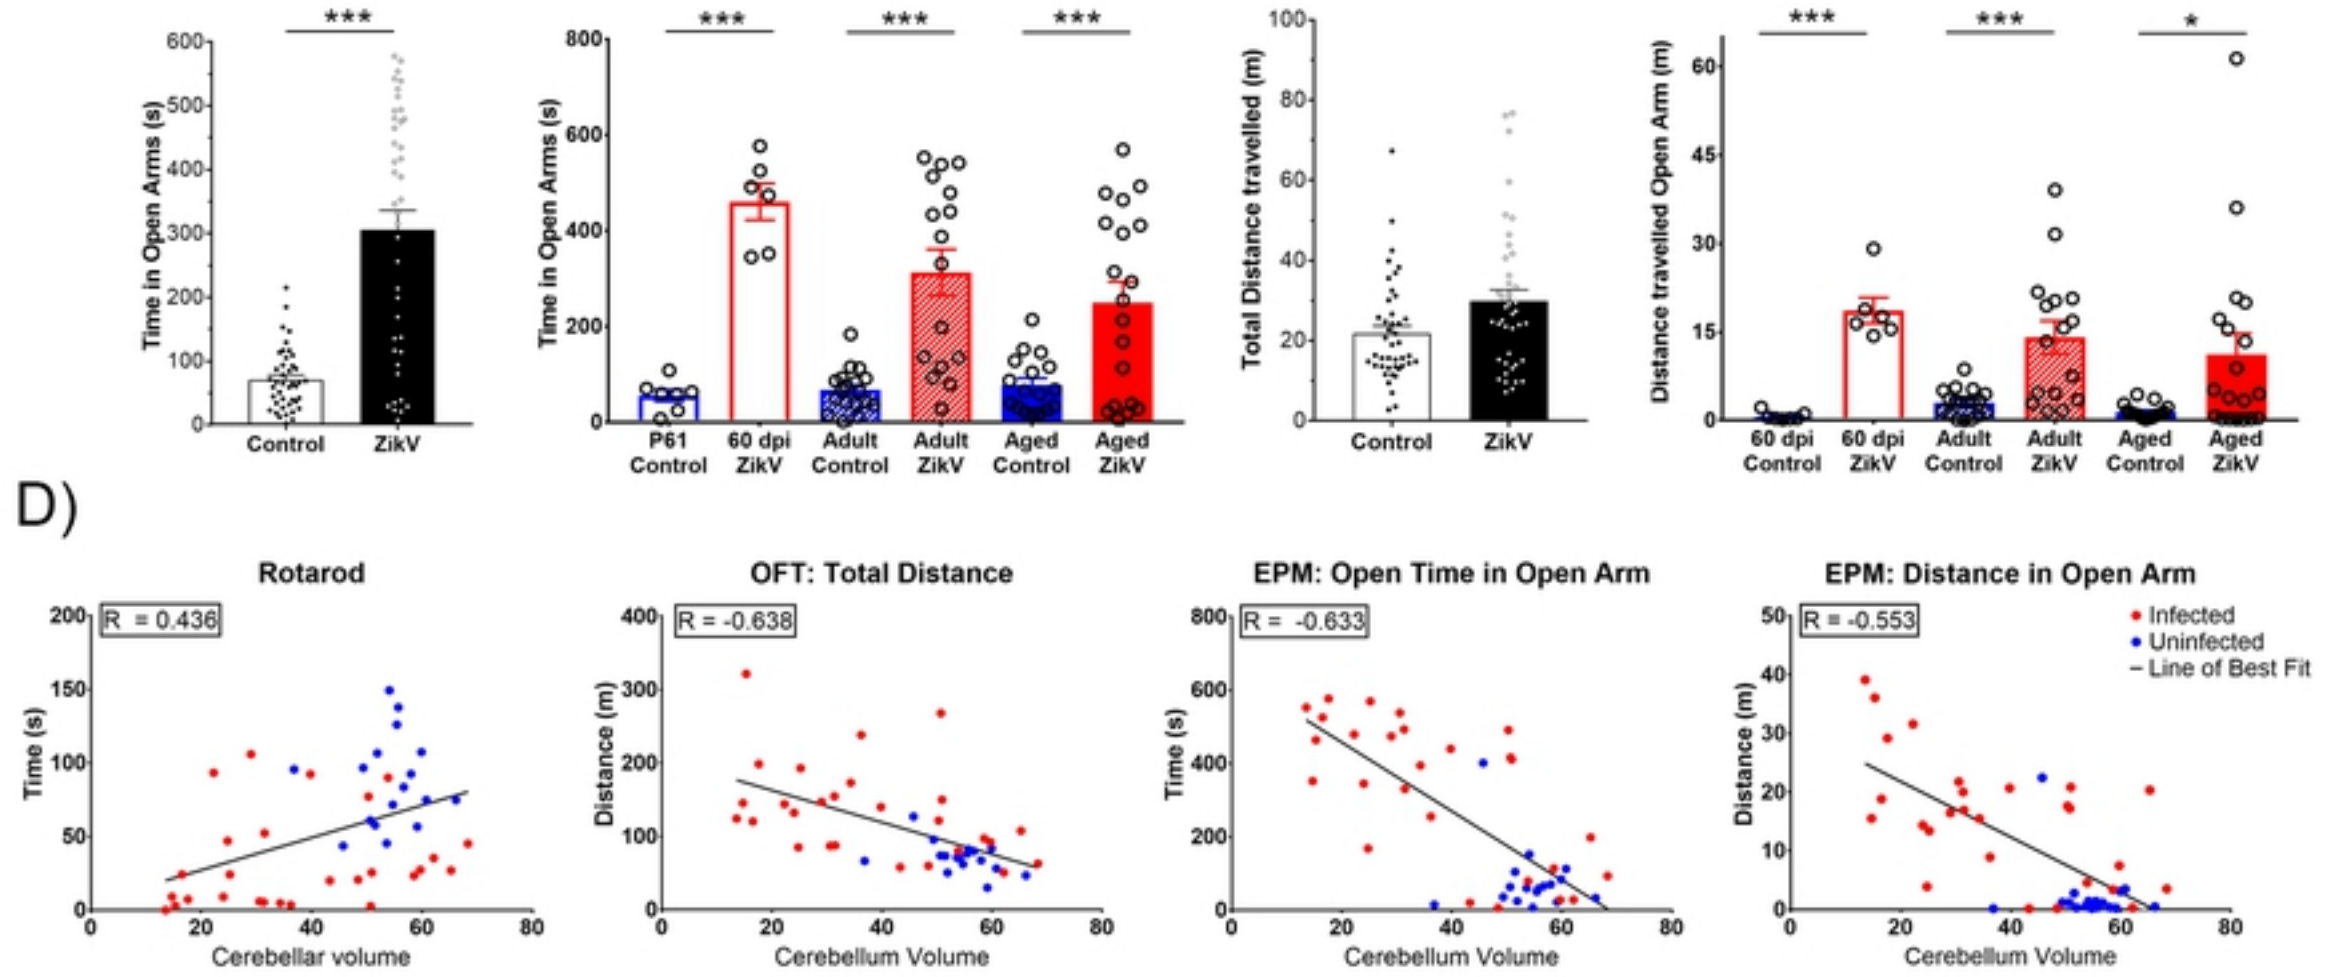 ***
Time in Open Arms (s)
600
500
400
300
200
100
0
Control
ZikV
*** *** ***
Time in Open Arms (s)
800
600
400
200
0
P61 Control
60 dpi ZikV
Adult Control
Adult ZikV
Aged Control
Aged ZikV
Total Distance travelled (m)
100
80
60
40
20
0
Control
ZikV
*** *** *
Distance travelled Open Arm (m)
60
45
30
15
0
60 dpi Control
60 dpi ZikV
Adult Control
Adult ZikV
Aged Control
Aged ZikV
D)
Rotarod
R = 0.436
Time (s)
200
150
100
50
0
0 20 40 60 80
Cerebellar volume
OFT: Total Distance
R = -0.638
Distance (m)
400
300
200
100
0
0 20 40 60 80
Cerebellum Volume
EPM: Open Time in Open Arm
R = -0.633
Time (s)
800
600
400
200
0
0 20 40 60 80
Cerebellum Volume
EPM: Distance in Open Arm
R = -0.553
Distance (m)
50
40
30
20
10
0
0 20 40 60 80
Cerebellum Volume
Infected
Uninfected
Line of Best Fit